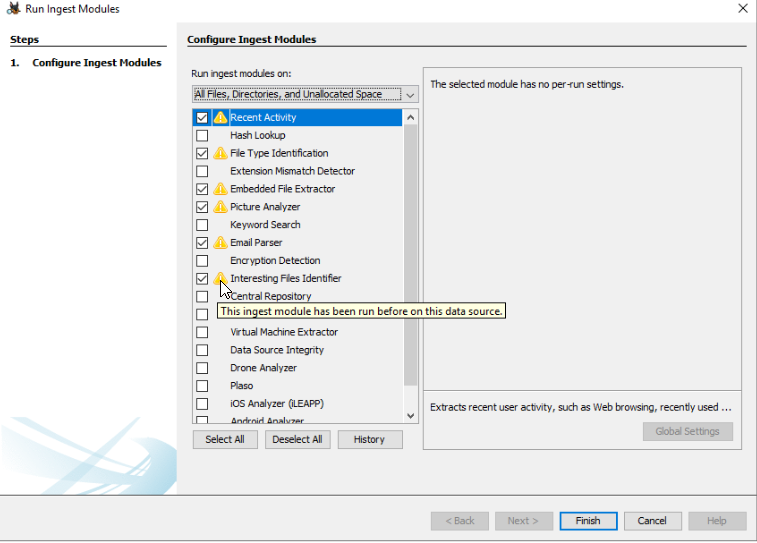 Run Ingest Modules
Steps
1. Configure Ingest Modules
Configure Ingest Modules
Run ingest modules on:
All Files, Directories, and Unallocated Space
Recent Activity
Hash Lookup
File Type Identification
Extension Mismatch Detector
Embedded File Extractor
Picture Analyzer
Keyword Search
Email Parser
Encryption Detection
Interesting Files Identifier
Central Repository
This ingest module has been run before on this data source.
Virtual Machine Extractor
Data Source Integrity
Drone Analyzer
Plaso
iOS Analyzer (iLEAPP)
Android Analyzer
Select All
Deselect All
History
The selected module has no per-run settings.
Extracts recent user activity, such as Web browsing, recently used ...
Global Settings
< Back
Next >
Finish
Cancel
Help